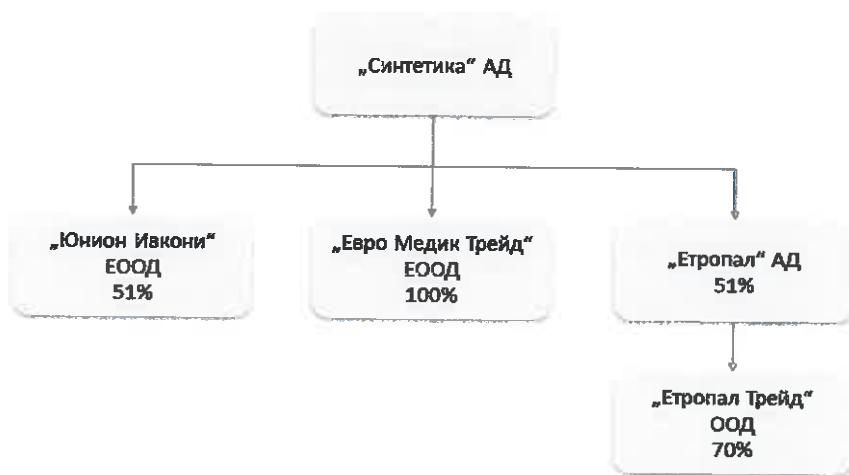 „Синтетика“ АД
„Юнион Ивкони“
ЕООД
51%
„Евро Медик Трейд“
ЕООД
100%
„Етропал“ АД
51%
„Етропал Трейд“
ООД
70%